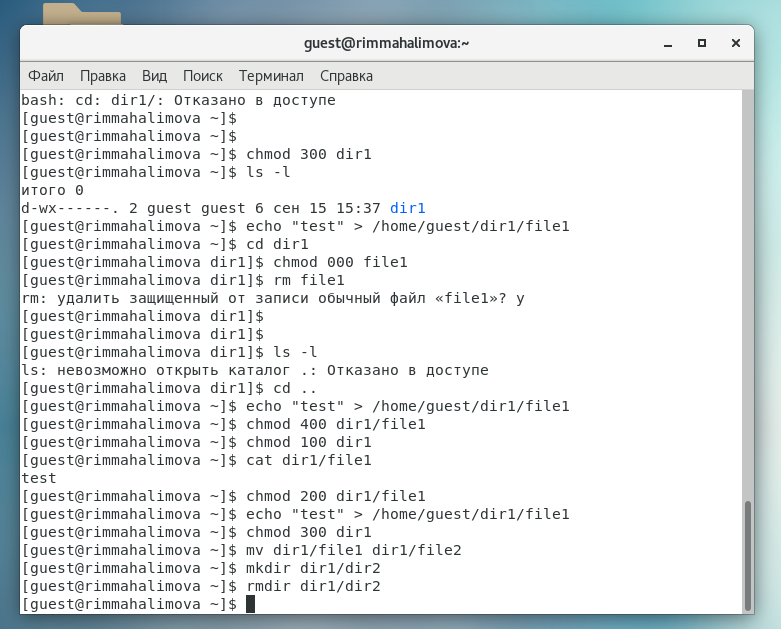 guest@rimmahalimova:~
Файл Правка Вид Поиск Терминал Справка
bash: cd: dir1/: Отказано в доступе
[guest@rimmahalimova ~]$
[guest@rimmahalimova ~]$
[guest@rimmahalimova ~]$ chmod 300 dir1
[guest@rimmahalimova ~]$ ls -l
итого 0
d-wx------. 2 guest guest 6 сен 15 15:37 dir1
[guest@rimmahalimova ~]$ echo "test" > /home/guest/dir1/file1
[guest@rimmahalimova ~]$ cd dir1
[guest@rimmahalimova dir1]$ chmod 000 file1
[guest@rimmahalimova dir1]$ rm file1
rm: удалить защищенный от записи обычный файл «file1»? y
[guest@rimmahalimova dir1]$
[guest@rimmahalimova dir1]$
[guest@rimmahalimova dir1]$ ls -l
ls: невозможно открыть каталог .: Отказано в доступе
[guest@rimmahalimova dir1]$ cd ..
[guest@rimmahalimova ~]$ echo "test" > /home/guest/dir1/file1
[guest@rimmahalimova ~]$ chmod 400 dir1/file1
[guest@rimmahalimova ~]$ chmod 100 dir1
[guest@rimmahalimova ~]$ cat dir1/file1
test
[guest@rimmahalimova ~]$ chmod 200 dir1/file1
[guest@rimmahalimova ~]$ echo "test" > /home/guest/dir1/file1
[guest@rimmahalimova ~]$ chmod 300 dir1
[guest@rimmahalimova ~]$ mv dir1/file1 dir1/file2
[guest@rimmahalimova ~]$ mkdir dir1/dir2
[guest@rimmahalimova ~]$ rmdir dir1/dir2
[guest@rimmahalimova ~]$